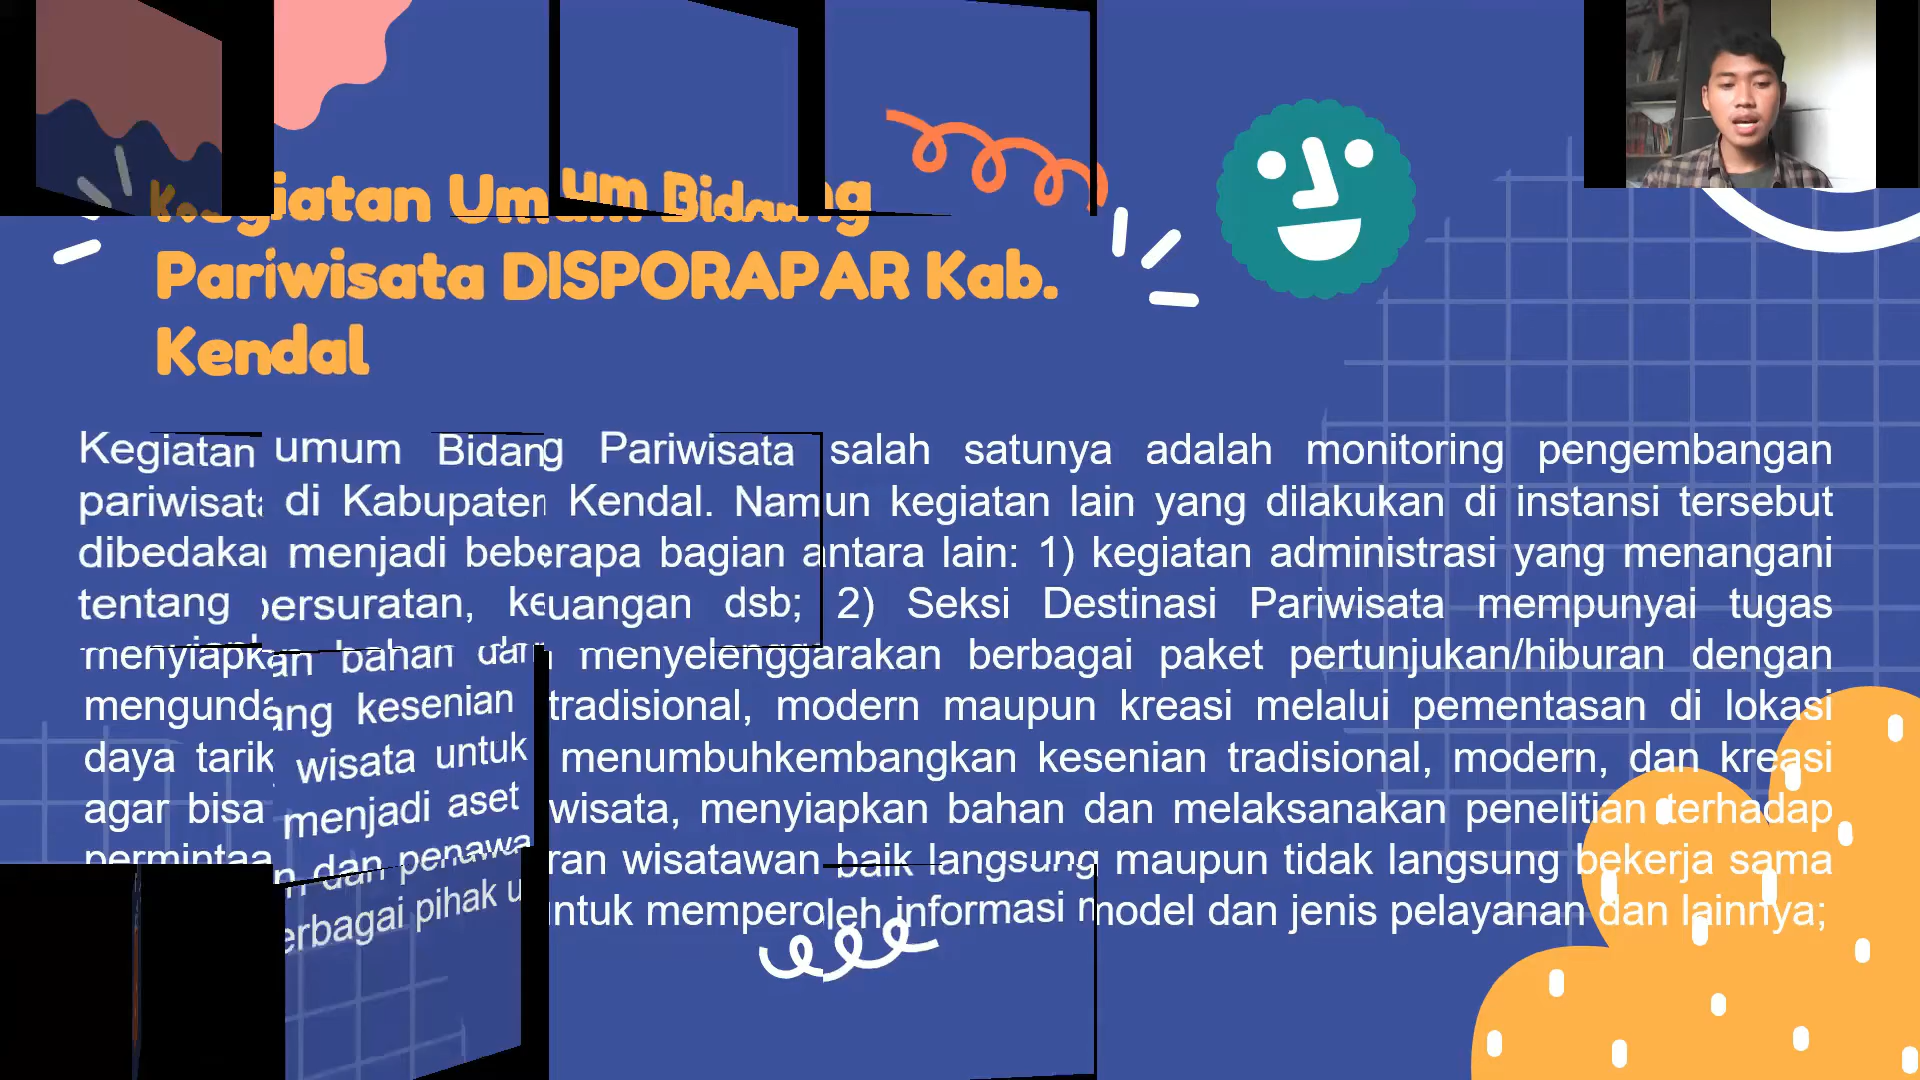 Kegiatan Umum Bidang
Pariwisata DISPORAPAR Kab.
Kendal
Kegiatan umum Bidang Pariwisata salah satunya adalah monitoring pengembangan
pariwisata di Kabupaten Kendal. Namun kegiatan lain yang dilakukan di instansi tersebut
dibedakan menjadi beberapa bagian antara lain: 1) kegiatan administrasi yang menangani
tentang persuratan, keuangan dsb; 2) Seksi Destinasi Pariwisata mempunyai tugas
menyiapkan bahan dan menyelenggarakan berbagai paket pertunjukan/hiburan dengan
mengundang kesenian tradisional, modern maupun kreasi melalui pementasan di lokasi
daya tarik wisata untuk menumbuhkembangkan kesenian tradisional, modern, dan kreasi
agar bisa menjadi aset wisata, menyiapkan bahan dan melaksanakan penelitian terhadap
permintaan dan penawaran wisatawan baik langsung maupun tidak langsung bekerja sama
erbagai pihak untuk memperoleh informasi model dan jenis pelayanan dan lainnya;